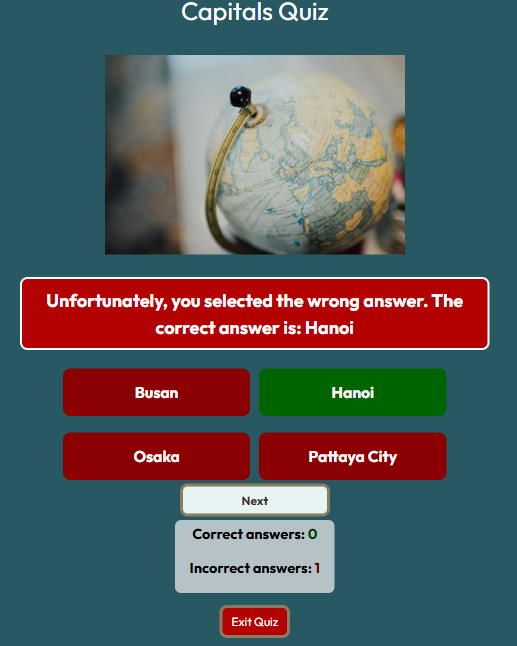 Capitals Quiz
Unfortunately, you selected the wrong answer. The
correct answer is: Hanoi
Busan
Hanoi
Osaka
Pattaya City
Next
Correct answers: 0
Incorrect answers: 1
Exit Quiz